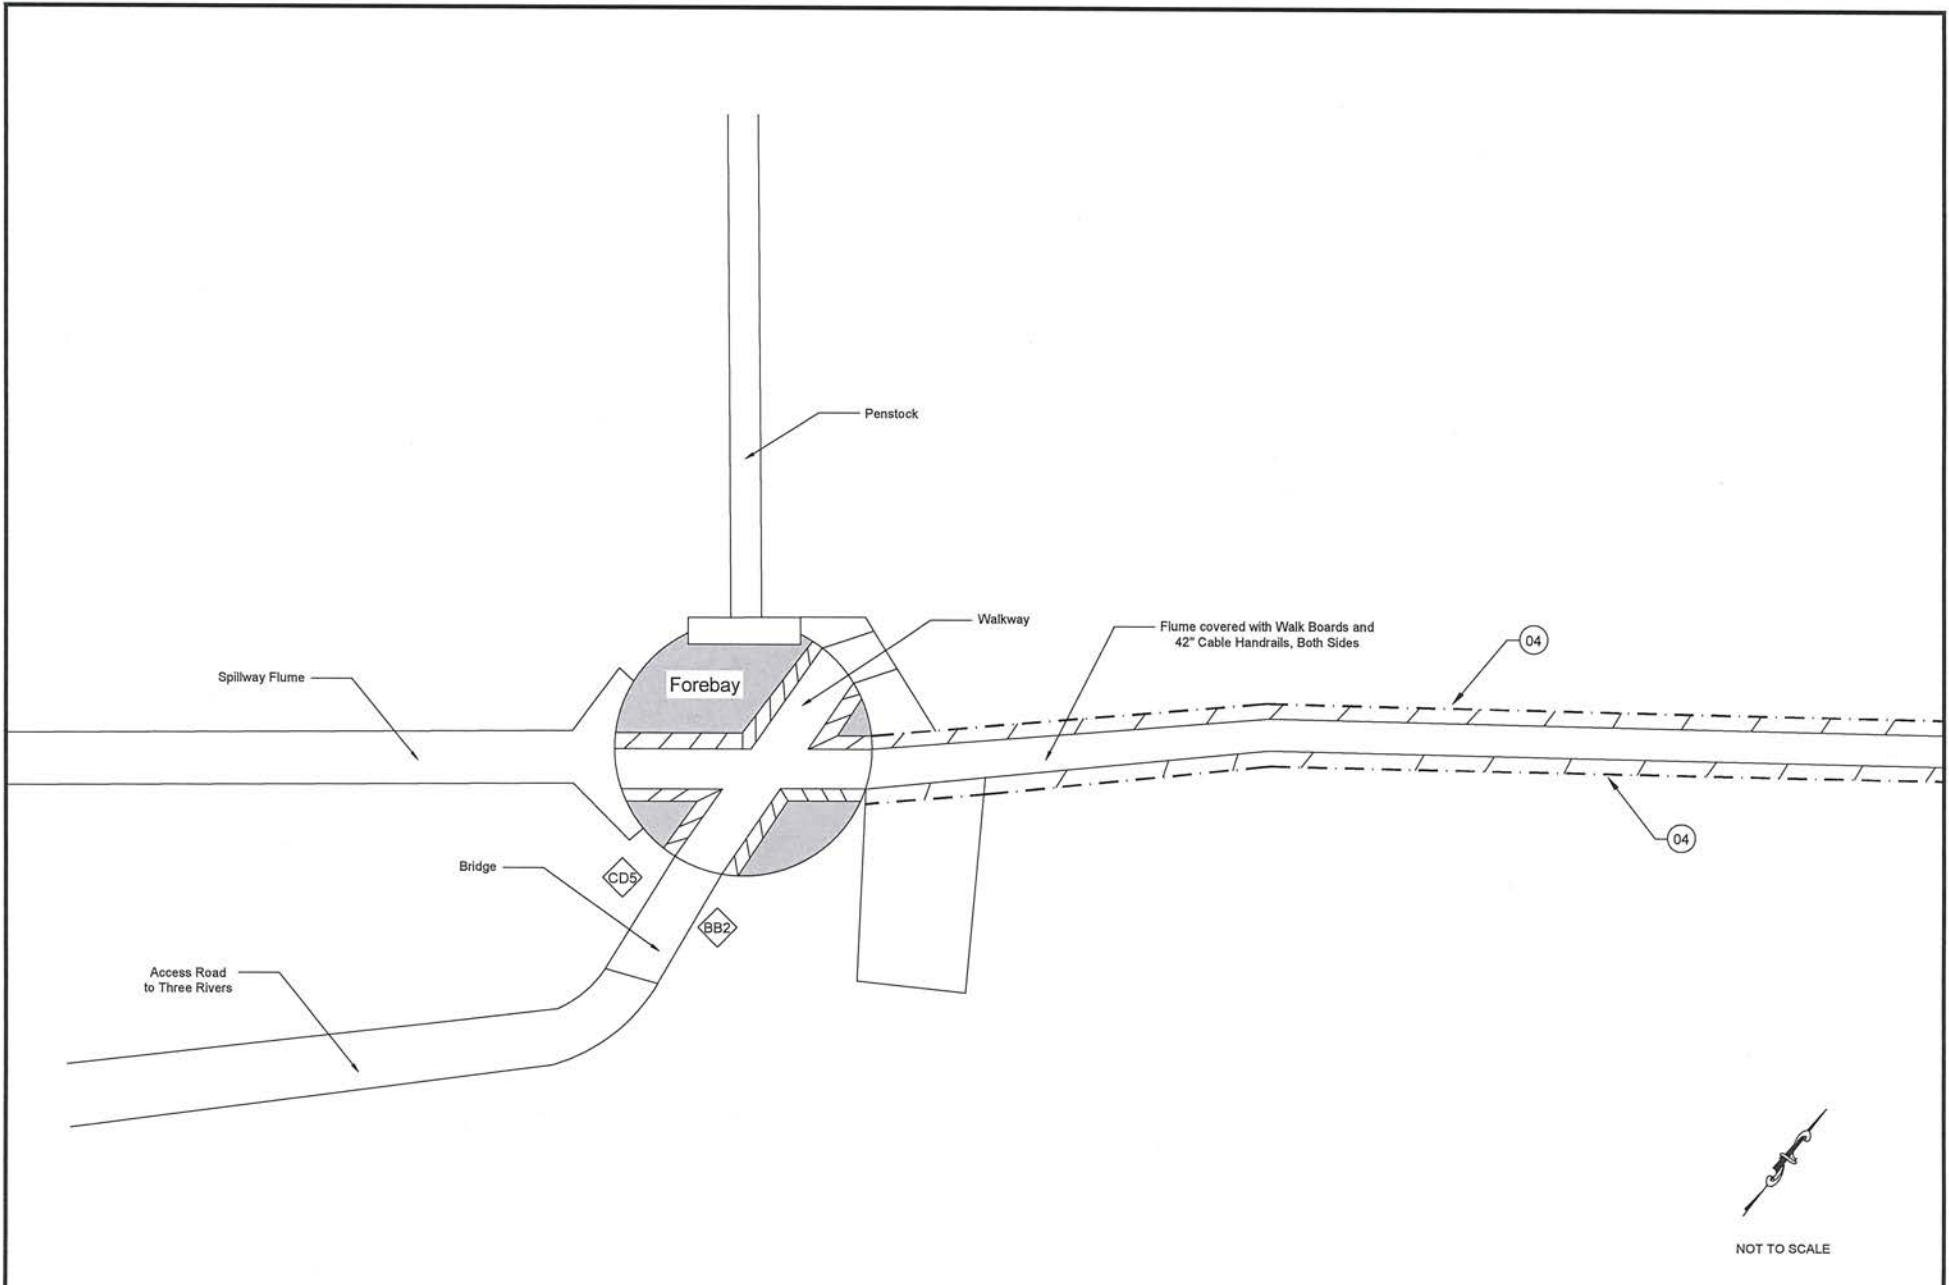 Penstock
Walkway
Flume covered with Walk Boards and
42" Cable Handrails, Both Sides
04
Spillway Flume
Forebay
04
Bridge
CD5
BB2
Access Road
to Three Rivers
NOT TO SCALE